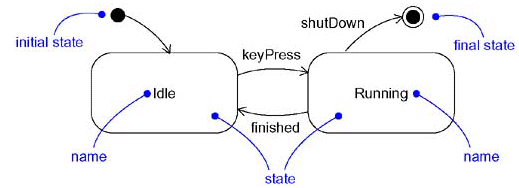 shutDown
initial state
final state
keyPress
Idle
Running
finished
name
state
name